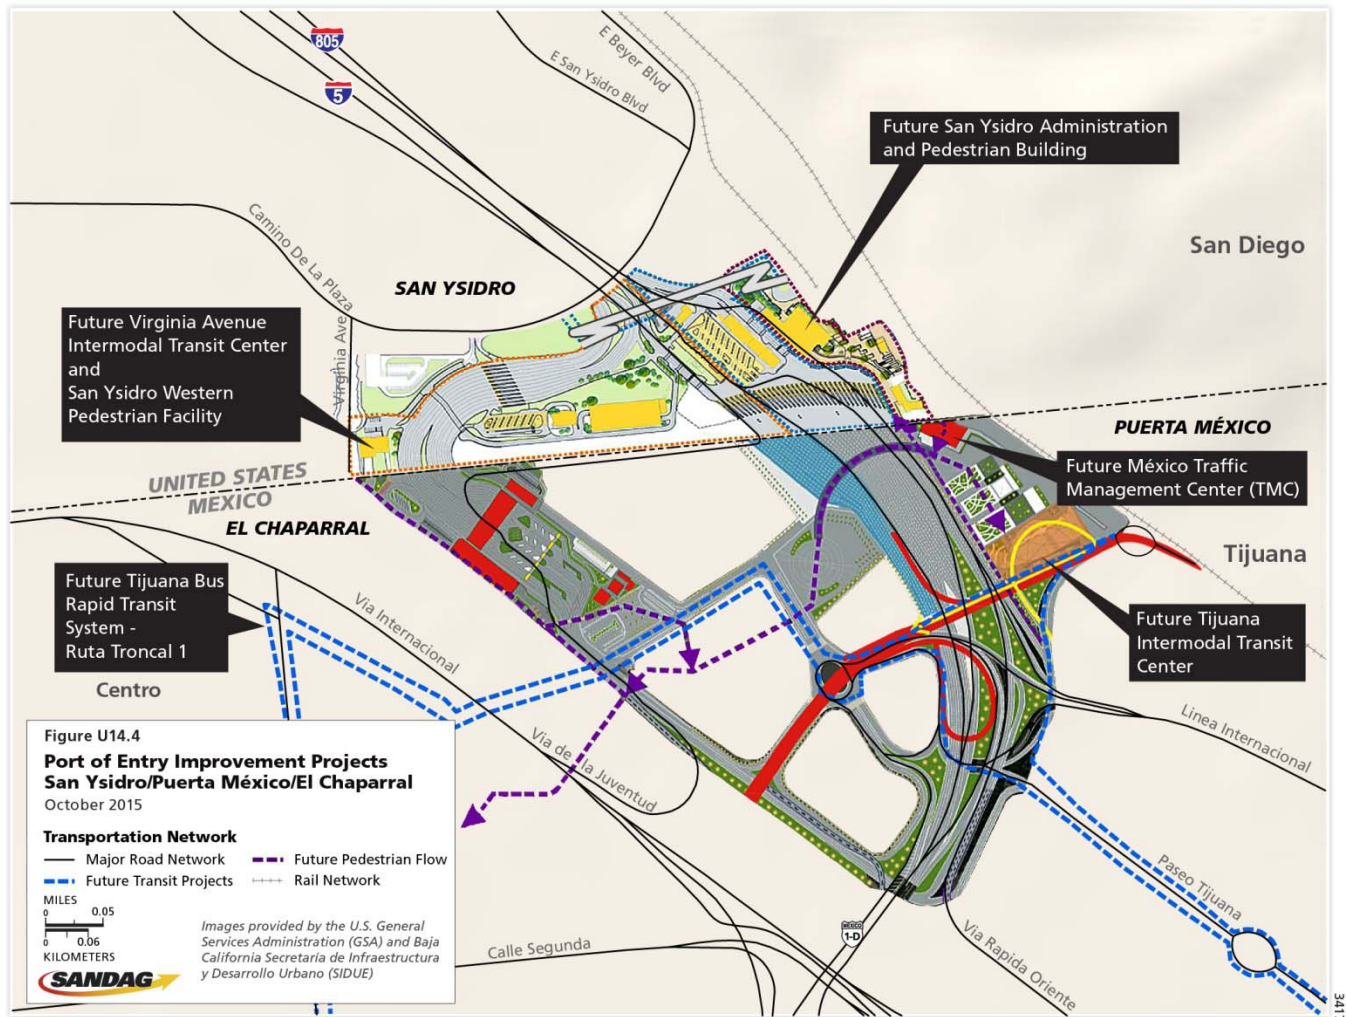 805
5
E Beyer Blvd
E San Ysidro Blvd
Future San Ysidro Administration
and Pedestrian Building
San Diego
Camino De La Plaza
SAN YSIDRO
Virginia Ave
Future Virginia Avenue
Intermodal Transit Center
and
San Ysidro Western
Pedestrian Facility
PUERTA MÉXICO
Future México Traffic
Management Center (TMC)
UNITED STATES
MEXICO
EL CHAPARRAL
Tijuana
Future Tijuana Bus
Rapid Transit
System -
Ruta Troncal 1
Via Internacional
Future Tijuana
Intermodal Transit
Center
Centro
Linea Internacional
Via de la Juventud
Paseo Tijuana
MÉXICO
1-D
Via Rapida Oriente
Calle Segunda
Figure U14.4
Port of Entry Improvement Projects
San Ysidro/Puerta México/El Chaparral
October 2015
Transportation Network
Major Road Network
Future Pedestrian Flow
Future Transit Projects
Rail Network
MILES
0 0.05
0 0.06
KILOMETERS
Images provided by the U.S. General
Services Administration (GSA) and Baja
California Secretaria de Infraestructura
y Desarrollo Urbano (SIDUE)
SANDAG